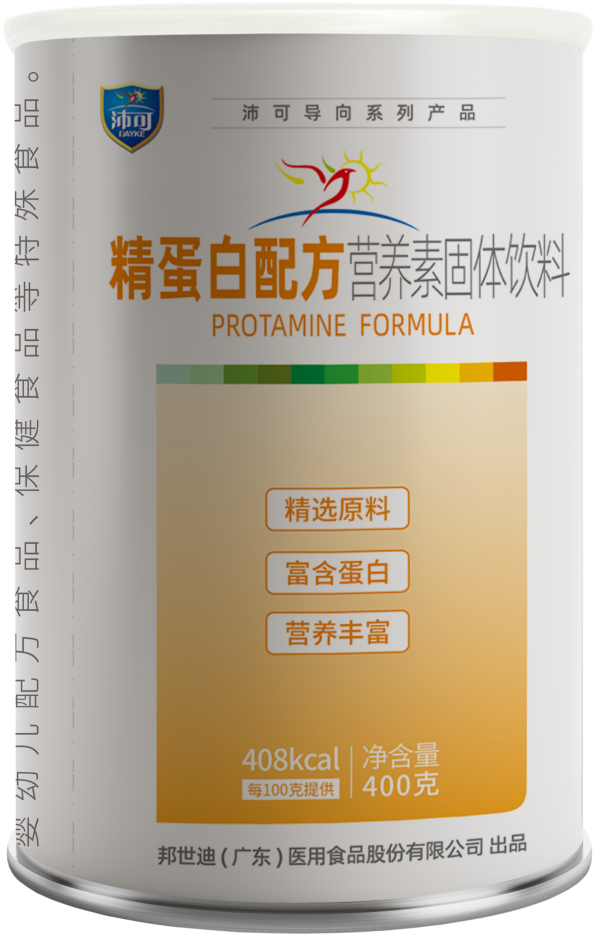 沛可
DAYKE
沛可导向系列产品
精蛋白配方营养素固体饮料
PROTAMINE FORMULA
精选原料
富含蛋白
营养丰富
408kcal
每100克提供
净含量
400克
邦世迪(广东)医用食品股份有限公司 出品
婴幼儿配方食品、保健食品等特殊食品。